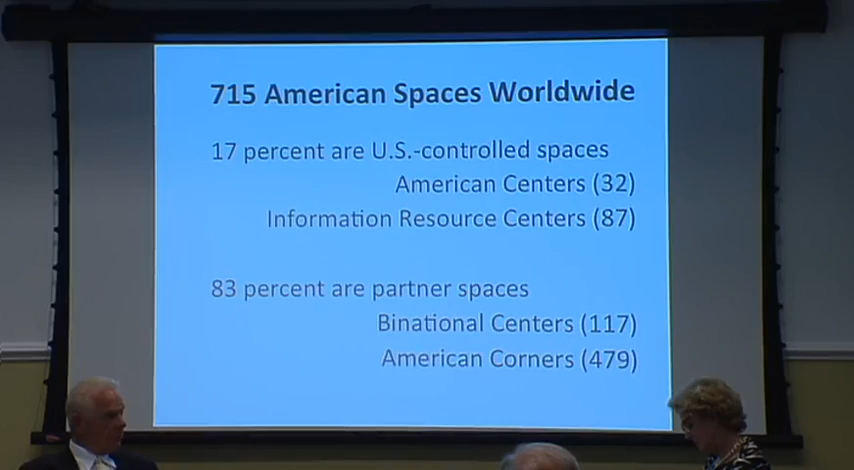 715 American Spaces Worldwide
17 percent are U.S.-controlled spaces
American Centers (32)
Information Resource Centers (87)
83 percent are partner spaces
Binational Centers (117)
American Corners (479)